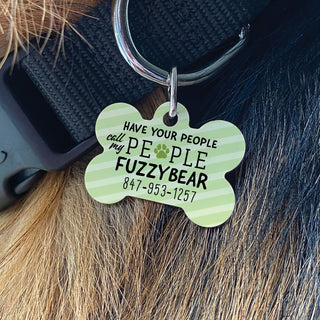 HAVE YOUR PEOPLE
call my PEOPLE
FUZZYBEAR
847-953-1257